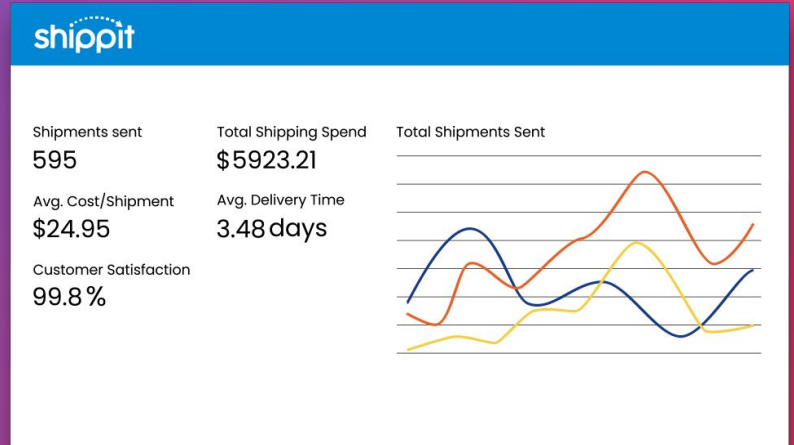 shippit
Shipments sent
595
Total Shipping Spend
$5923.21
Total Shipments Sent
Avg. Cost/Shipment
$24.95
Avg. Delivery Time
3.48 days
Customer Satisfaction
99.8%